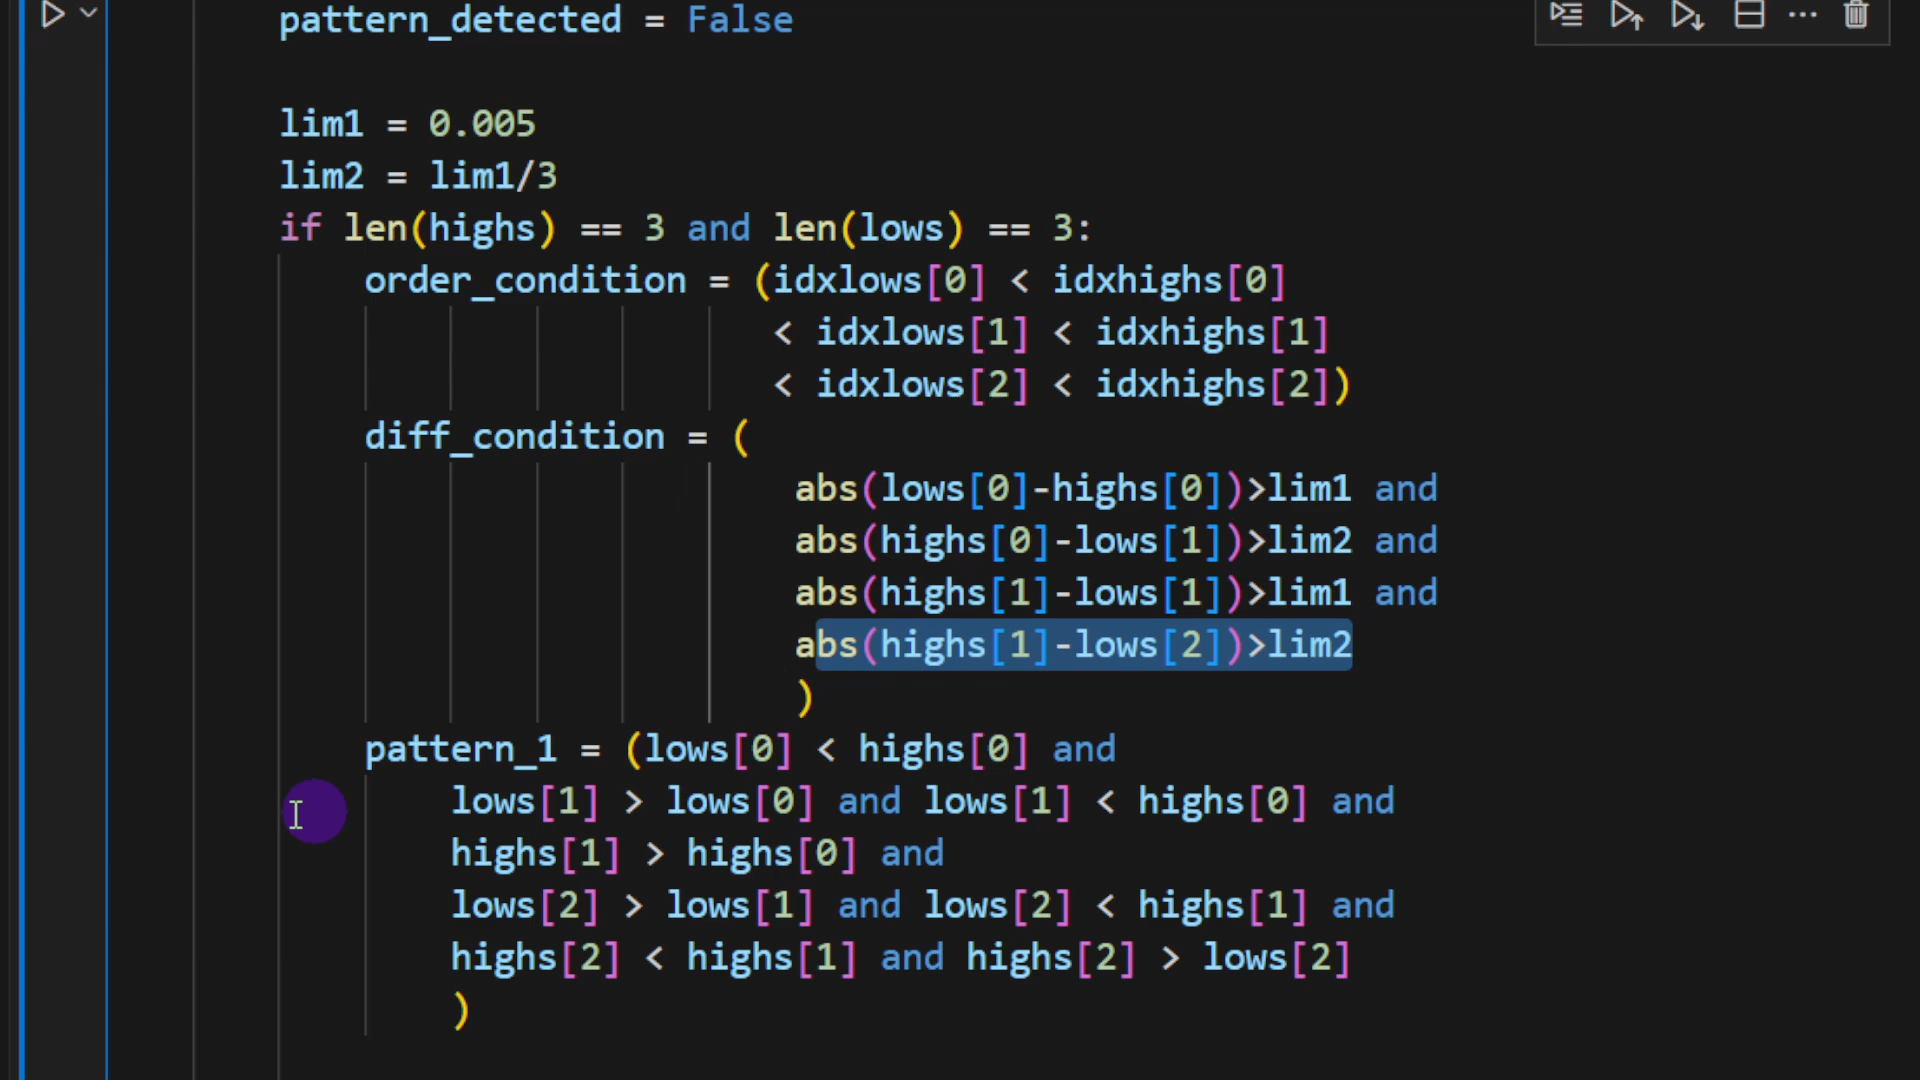 pattern_detected = False
lim1 = 0.005
lim2 = lim1/3
if len(highs) == 3 and len(lows) == 3:
order_condition = (idxlows[0] < idxhighs[0]
< idxlows[1] < idxhighs[1]
< idxlows[2] < idxhighs[2])
diff_condition = (
abs(lows[0]-highs[0])>lim1 and
abs(highs[0]-lows[1])>lim2 and
abs(highs[1]-lows[1])>lim1 and
abs(highs[1]-lows[2])>lim2
)
pattern_1 = (lows[0] < highs[0] and
lows[1] > lows[0] and lows[1] < highs[0] and
highs[1] > highs[0] and
lows[2] > lows[1] and lows[2] < highs[1] and
highs[2] < highs[1] and highs[2] > lows[2]
)